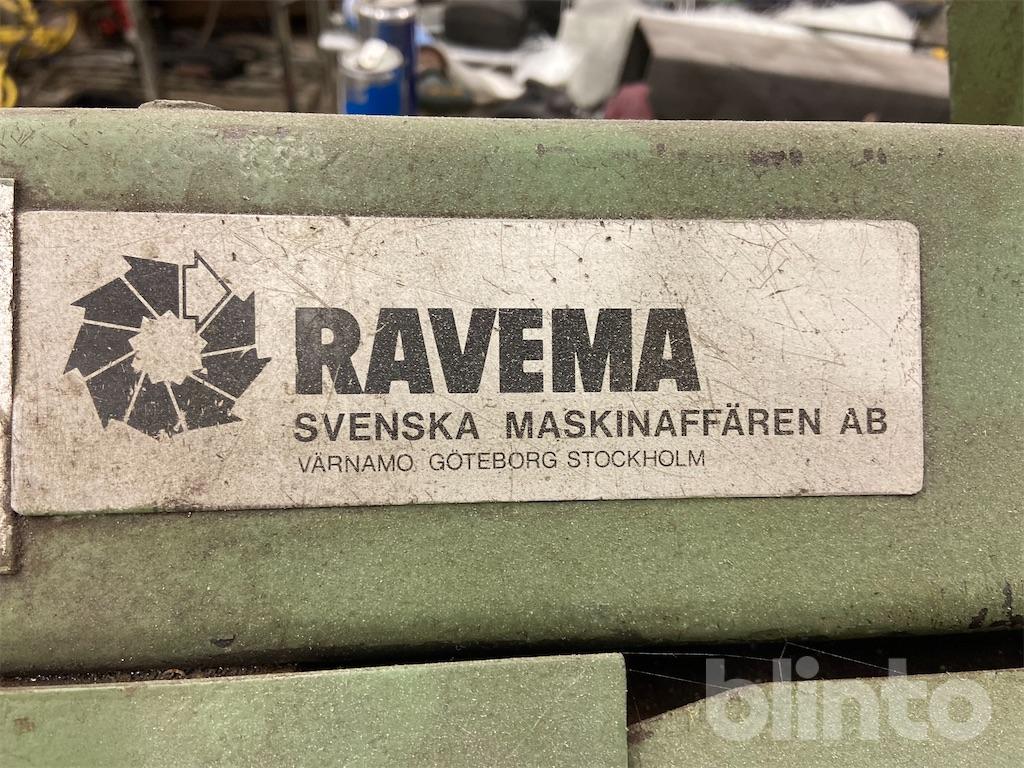 RAVEMA
SVENSKA MASKINAFFÄREN AB
VÄRNAMO GÖTEBORG STOCKHOLM
blinto